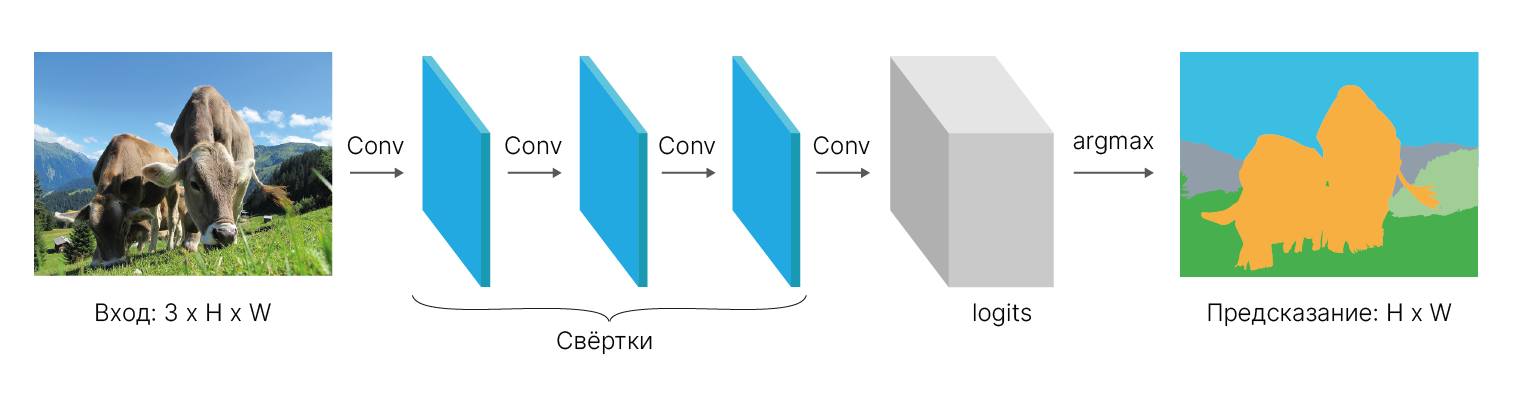 Conv
Conv
Conv
Conv
argmax
Вход: 3 x H x W
logits
Предсказание: H x W
Свёртки